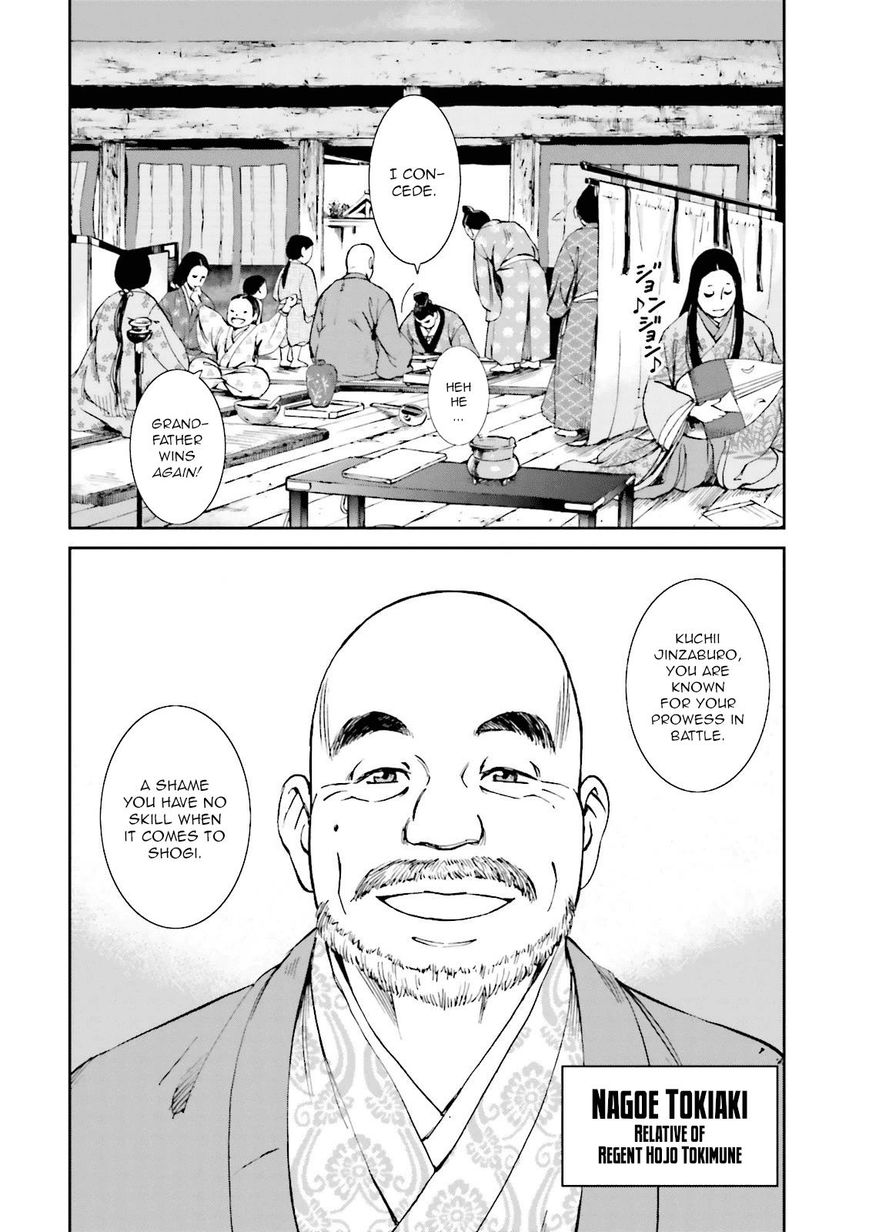 I CON-
CEDE.
ジョン♪
ジョン♪
HEH
HE
...
GRAND-
FATHER
WINS
AGAIN!
KUCHII
JINZABURO,
YOU ARE
KNOWN
FOR YOUR
PROWESS IN
BATTLE.
A SHAME
YOU HAVE NO
SKILL WHEN
IT COMES TO
SHOGI.
NAGOE TOKIAKI
RELATIVE OF
REGENT HOJO TOKIMUNE